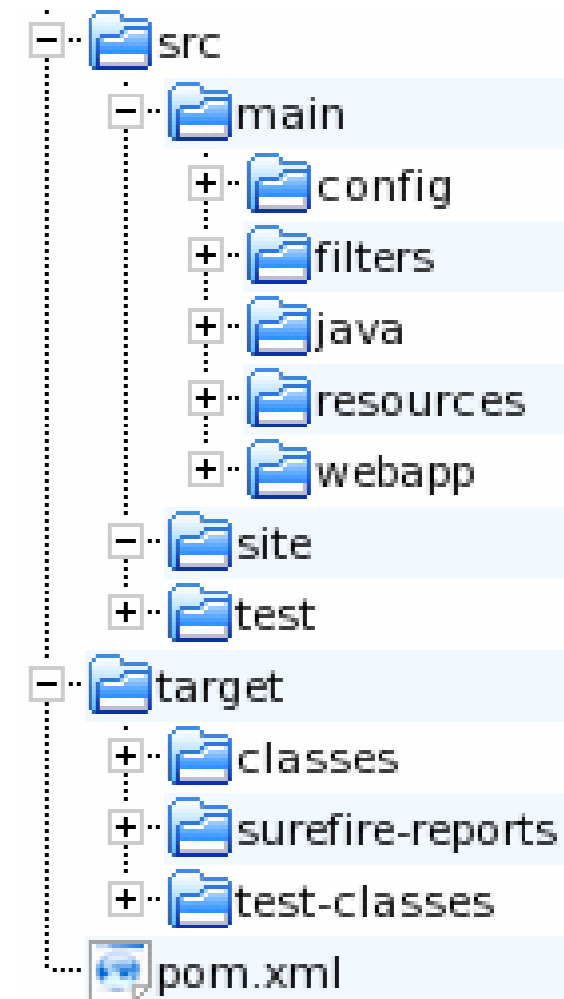 src
main
config
filters
java
resources
webapp
site
test
target
classes
surefire-reports
test-classes
pom.xml